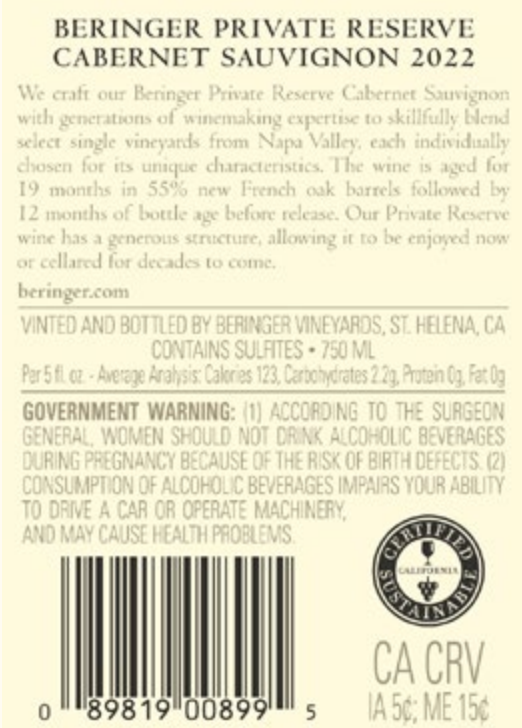 BERINGER PRIVATE RESERVE
CABERNET SAUVIGNON 2022
We craft our Beringer Private Reserve Cabernet Sauvignon
with generations of winemaking expertise to skillfully blend
select single vineyards from Napa Valley, each individually
chosen for its unique characteristics. The wine is aged for
19 months in 55% new French oak barrels followed by
12 months of bottle age before release. Our Private Reserve
wine has a generous structure, allowing it to be enjoyed now
or cellared for decades to come.
beringer.com
VINTED AND BOTTLED BY BERINGER VINEYARDS, ST. HELENA, CA
CONTAINS SULFITES • 750 ML
Per 5 fl. oz. - Average Analysis: Calories 123, Carbohydrates 2.2g, Protein 0g, Fat 0g
GOVERNMENT WARNING: (1) ACCORDING TO THE SURGEON
GENERAL, WOMEN SHOULD NOT DRINK ALCOHOLIC BEVERAGES
DURING PREGNANCY BECAUSE OF THE RISK OF BIRTH DEFECTS. (2)
CONSUMPTION OF ALCOHOLIC BEVERAGES IMPAIRS YOUR ABILITY
TO DRIVE A CAR OR OPERATE MACHINERY,
AND MAY CAUSE HEALTH PROBLEMS.
CERTIFIED
CALIFORNIA
SUSTAINABLE
CA CRV
IA 5¢; ME 15¢
0 89819 00899 5